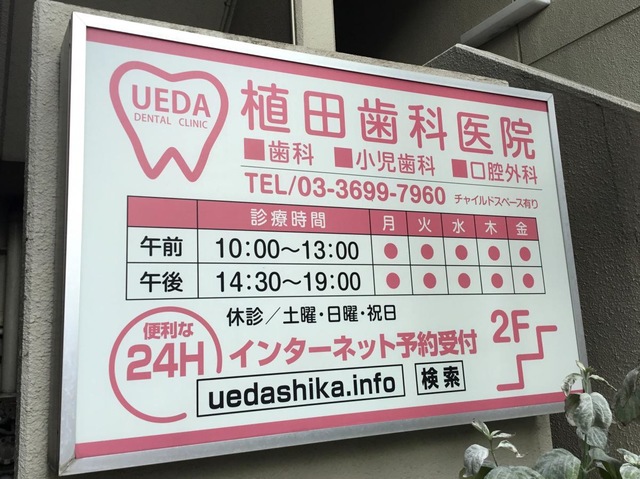 UEDA
DENTAL CLINIC
植田歯科医院
■歯科 ■小児歯科 ■口腔外科
TEL/03-3699-7960 チャイルドスペース有り
診療時間 月 火 水 木 金
午前 10:00〜13:00 ● ● ● ● ●
午後 14:30〜19:00 ● ● ● ● ●
休診/土曜・日曜・祝日
便利な
24H
インターネット予約受付
2F
uedashika.info 検索